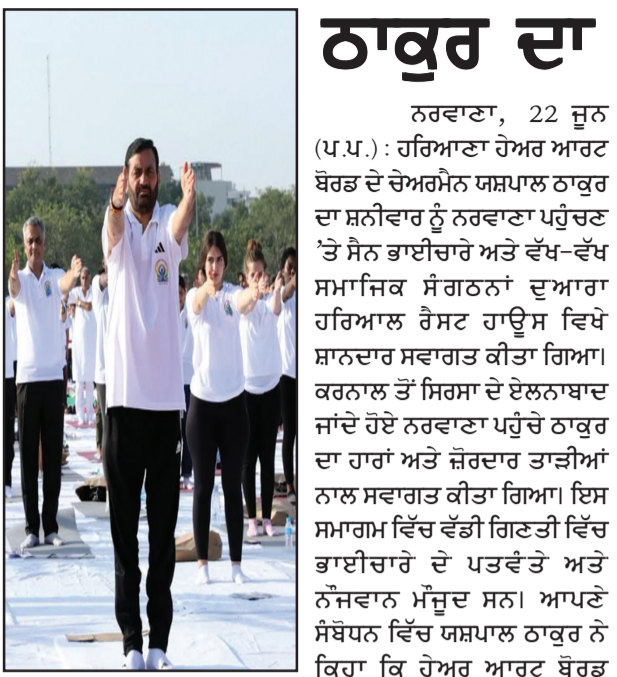 ਠਾਕੁਰ ਦਾ
ਨਰਵਾਣਾ, 22 ਜੂਨ
(ਪ.ਪ.) : ਹਰਿਆਣਾ ਹੇਅਰ ਆਰਟ
ਬੋਰਡ ਦੇ ਚੇਅਰਮੈਨ ਯਸ਼ਪਾਲ ਠਾਕੁਰ
ਦਾ ਸ਼ਨੀਵਾਰ ਨੂੰ ਨਰਵਾਣਾ ਪਹੁੰਚਣ
’ਤੇ ਸੈਨ ਭਾਈਚਾਰੇ ਅਤੇ ਵੱਖ-ਵੱਖ
ਸਮਾਜਿਕ ਸੰਗਠਨਾਂ ਦੁਆਰਾ
ਹਰਿਆਲ ਰੈਸਟ ਹਾਊਸ ਵਿਖੇ
ਸ਼ਾਨਦਾਰ ਸਵਾਗਤ ਕੀਤਾ ਗਿਆ।
ਕਰਨਾਲ ਤੋਂ ਸਿਰਸਾ ਦੇ ਏਲਨਾਬਾਦ
ਜਾਂਦੇ ਹੋਏ ਨਰਵਾਣਾ ਪਹੁੰਚੇ ਠਾਕੁਰ
ਦਾ ਹਾਰਾਂ ਅਤੇ ਜ਼ੋਰਦਾਰ ਤਾੜੀਆਂ
ਨਾਲ ਸਵਾਗਤ ਕੀਤਾ ਗਿਆ। ਇਸ
ਸਮਾਗਮ ਵਿੱਚ ਵੱਡੀ ਗਿਣਤੀ ਵਿੱਚ
ਭਾਈਚਾਰੇ ਦੇ ਪਤਵੰਤੇ ਅਤੇ
ਨੌਜਵਾਨ ਮੌਜੂਦ ਸਨ। ਆਪਣੇ
ਸੰਬੋਧਨ ਵਿੱਚ ਯਸ਼ਪਾਲ ਠਾਕੁਰ ਨੇ
ਕਿਹਾ ਕਿ ਹੇਅਰ ਆਰਟ ਬੋਰਡ